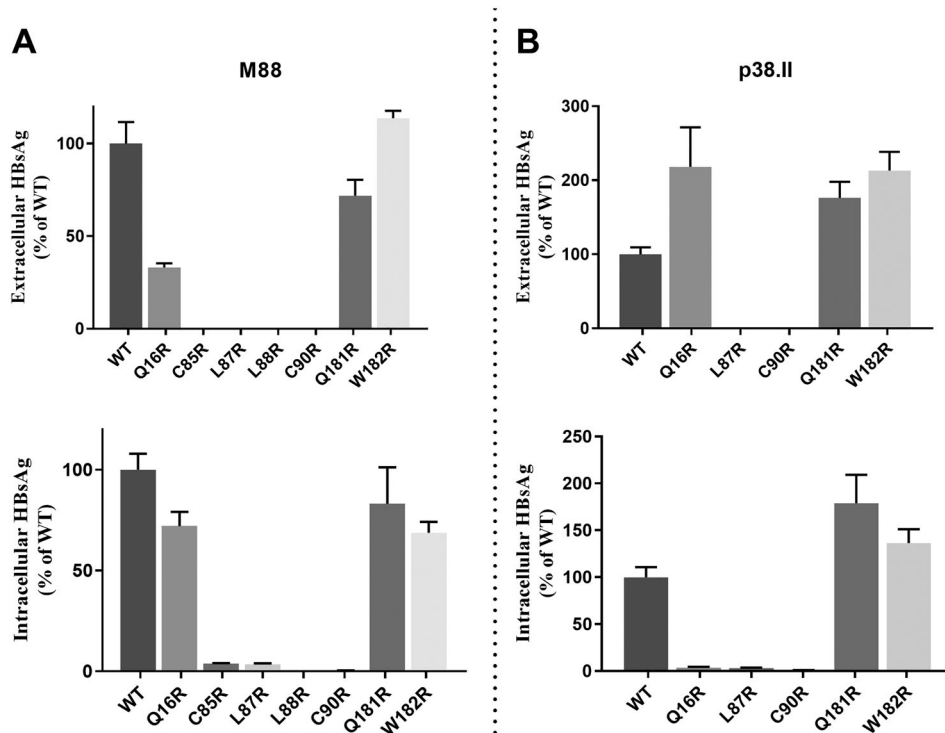 A
M88
Extracellular HBsAg
(% of WT)
100
50
0
WT
Q16R
C85R
L87R
L88R
C90R
Q181R
W182R
Intracellular HBsAg
(% of WT)
100
50
0
WT
Q16R
C85R
L87R
L88R
C90R
Q181R
W182R
B
p38.II
Extracellular HBsAg
(% of WT)
300
200
100
0
WT
Q16R
L87R
C90R
Q181R
W182R
Intracellular HBsAg
(% of WT)
250
200
150
100
50
0
WT
Q16R
L87R
C90R
Q181R
W182R